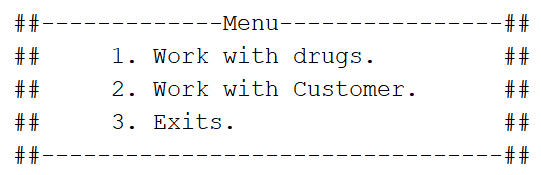 ##-------------Menu----------------##
##     1. Work with drugs.         ##
##     2. Work with Customer.      ##
##     3. Exits.                   ##
##---------------------------------##